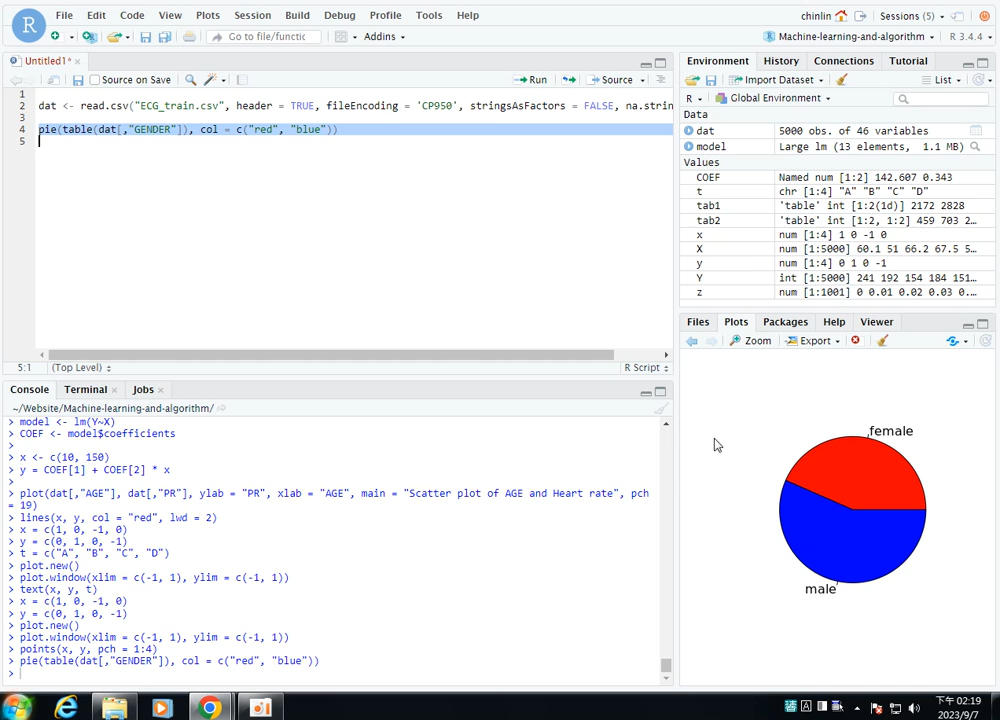 File Edit Code View Plots Session Build Debug Profile Tools Help
chinlin Sessions (5)
Go to file/functic Addins
Machine-learning-and-algorithm R 3.4.4
Untitled1* ×
Source on Save Run Source
1
2 dat <- read.csv("ECG_train.csv", header = TRUE, fileEncoding = 'CP950', stringsAsFactors = FALSE, na.strin
3
4 pie(table(dat[,"GENDER"]), col = c("red", "blue"))
5
5:1 (Top Level) R Script
Console Terminal × Jobs ×
~/Website/Machine-learning-and-algorithm/
> model <- lm(Y~X)
> COEF <- model$coefficients
>
> x <- c(10, 150)
> y = COEF[1] + COEF[2] * x
>
> plot(dat[,"AGE"], dat[,"PR"], ylab = "PR", xlab = "AGE", main = "Scatter plot of AGE and Heart rate", pch
= 19)
> lines(x, y, col = "red", lwd = 2)
> x = c(1, 0, -1, 0)
> y = c(0, 1, 0, -1)
> t = c("A", "B", "C", "D")
> plot.new()
> plot.window(xlim = c(-1, 1), ylim = c(-1, 1))
> text(x, y, t)
> x = c(1, 0, -1, 0)
> y = c(0, 1, 0, -1)
> plot.new()
> plot.window(xlim = c(-1, 1), ylim = c(-1, 1))
> points(x, y, pch = 1:4)
> pie(table(dat[,"GENDER"]), col = c("red", "blue"))
>
Environment History Connections Tutorial
Import Dataset List
R Global Environment
Data
dat 5000 obs. of 46 variables
model Large lm (13 elements, 1.1 MB)
Values
COEF Named num [1:2] 142.607 0.343
t chr [1:4] "A" "B" "C" "D"
tab1 'table' int [1:2(1d)] 2172 2828
tab2 'table' int [1:2, 1:2] 459 703 2…
x num [1:4] 1 0 -1 0
X num [1:5000] 60.1 51 66.2 67.5 5…
y num [1:4] 0 1 0 -1
Y int [1:5000] 241 192 154 184 151…
z num [1:1001] 0 0.01 0.02 0.03 0.…
Files Plots Packages Help Viewer
Zoom Export
female
male
下午 02:19
2023/9/7